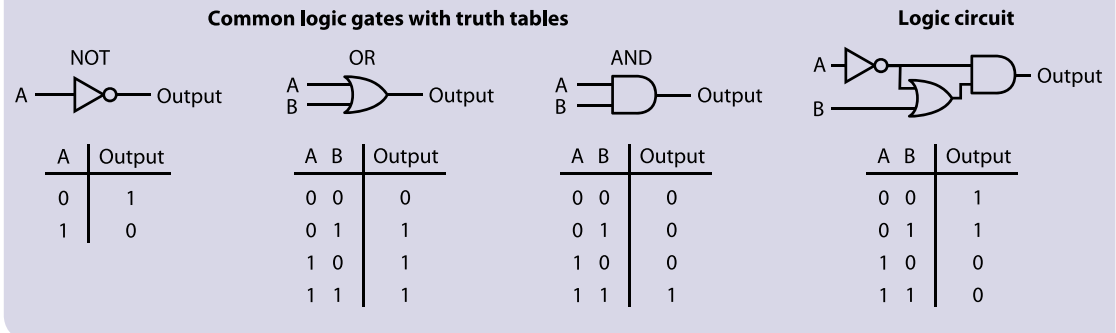 Common logic gates with truth tables
NOT
A Output
A Output
0 1
1 0
OR
A
B
Output
A B Output
0 0 0
0 1 1
1 0 1
1 1 1
AND
A
B
Output
A B Output
0 0 0
0 1 0
1 0 0
1 1 1
Logic circuit
A
B
Output
A B Output
0 0 1
0 1 1
1 0 0
1 1 0